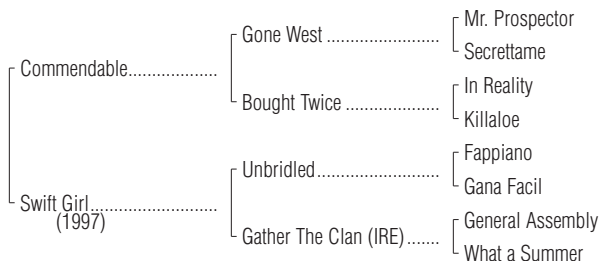 Mr. Prospector
Gone West ........................
Secrettame
Commendable...................
In Reality
Bought Twice ....................
Killaloe
Fappiano
Unbridled..........................
Gana Facil
Swift Girl...........................
(1997)
General Assembly
Gather The Clan (IRE).......
What a Summer